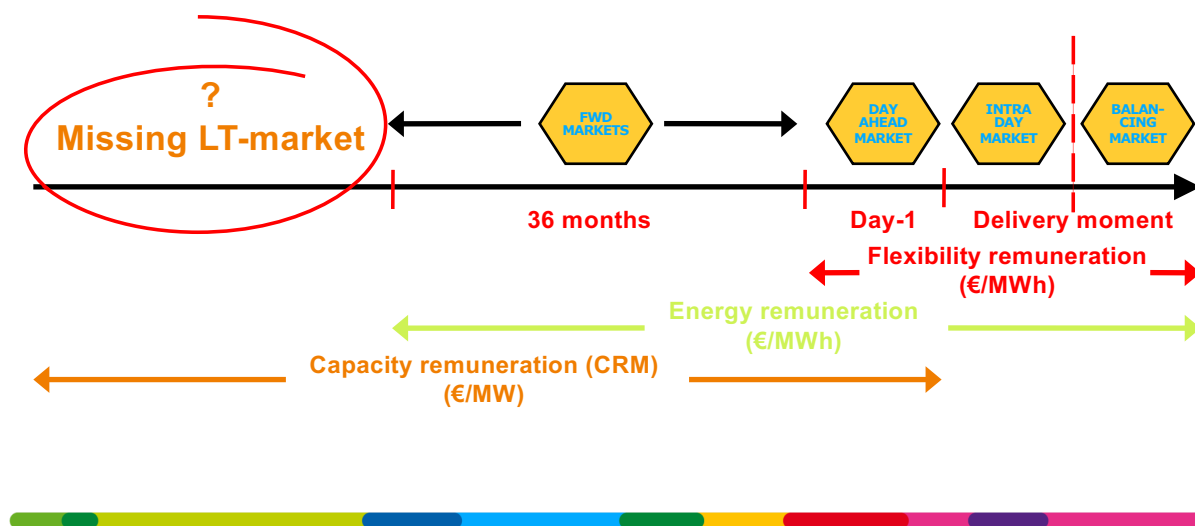 ?
Missing LT-market
FWD
MARKETS
DAY
AHEAD
MARKET
INTRA
DAY
MARKET
BALAN-
CING
MARKET
36 months
Day-1
Delivery moment
Flexibility remuneration
(€/MWh)
Energy remuneration
(€/MWh)
Capacity remuneration (CRM)
(€/MW)